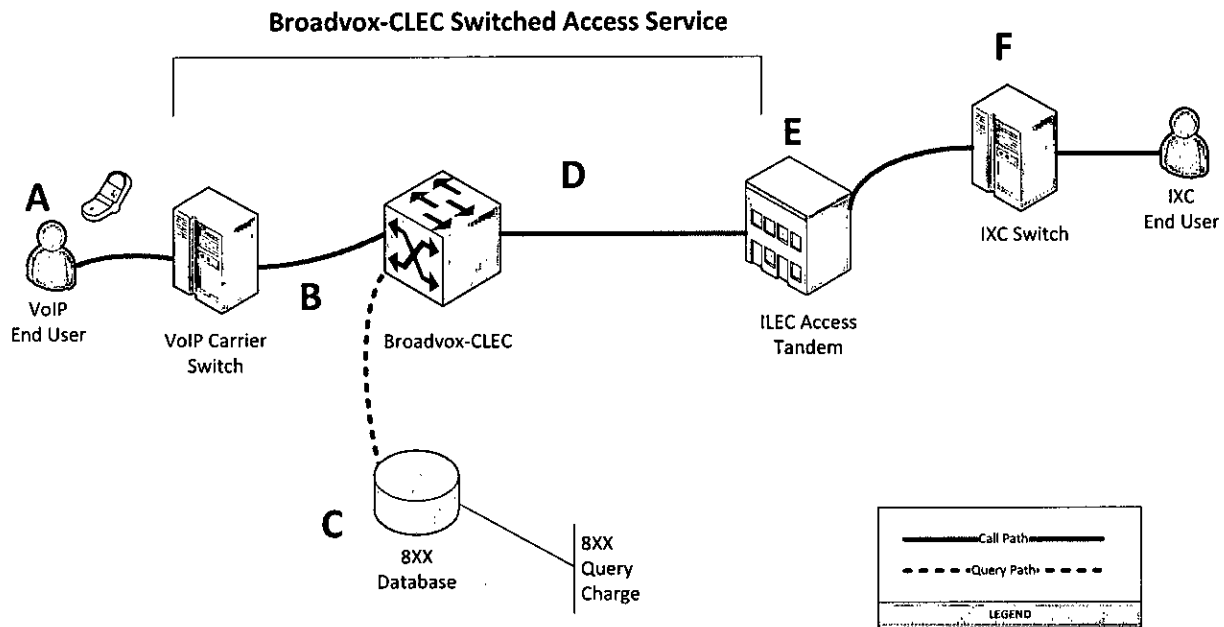 Broadvox-CLEC Switched Access Service
F
E
D
A
B
C
VoIP
End User
VoIP Carrier
Switch
Broadvox-CLEC
ILEC Access
Tandem
IXC Switch
IXC
End User
8XX
Database
8XX
Query
Charge
Call Path
Query Path
LEGEND